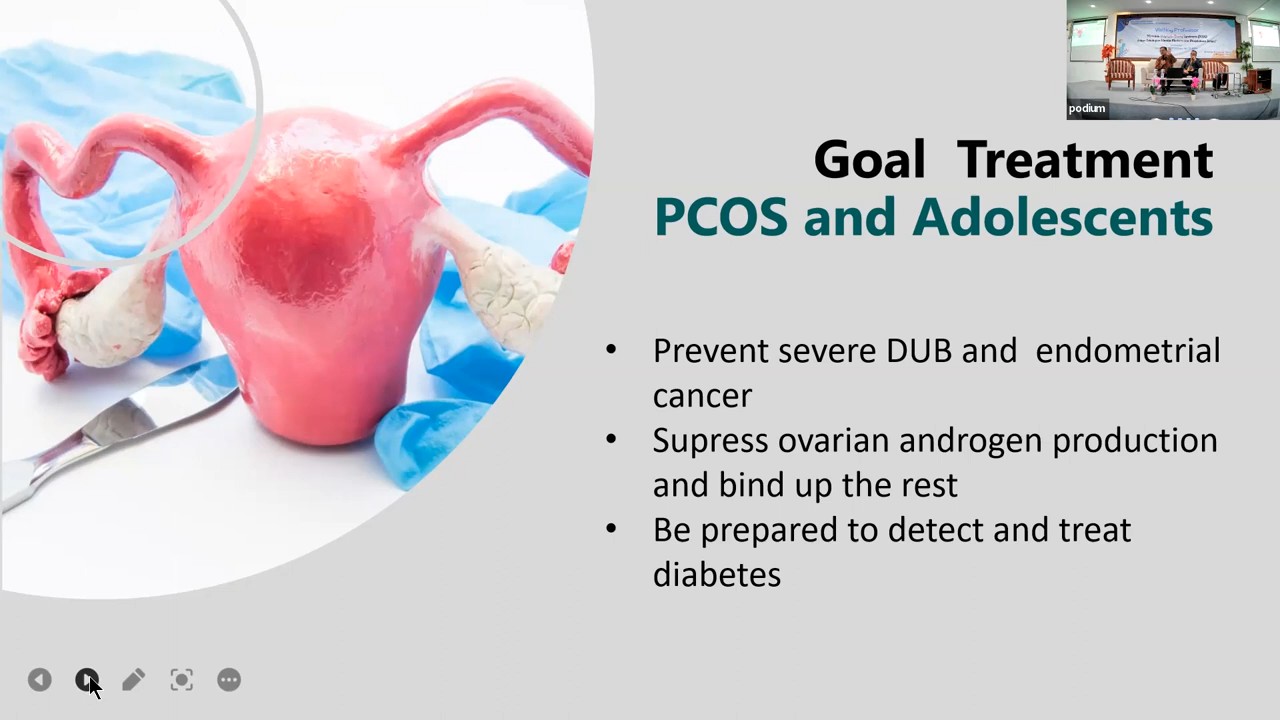 podium
Goal Treatment
PCOS and Adolescents
• Prevent severe DUB and endometrial
cancer
• Supress ovarian androgen production
and bind up the rest
• Be prepared to detect and treat
diabetes